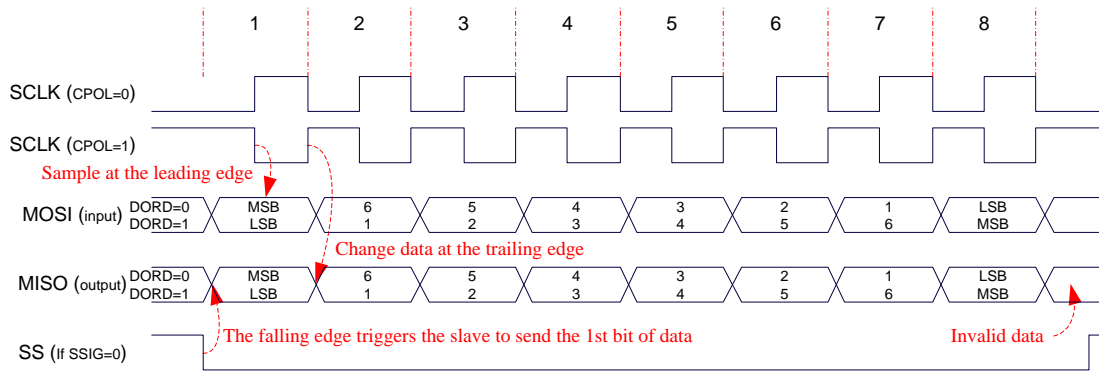 1 2 3 4 5 6 7 8
SCLK (CPOL=0)
SCLK (CPOL=1)
Sample at the leading edge
MOSI (input) DORD=0 MSB 6 5 4 3 2 1 LSB
DORD=1 LSB 1 2 3 4 5 6 MSB
Change data at the trailing edge
MISO (output) DORD=0 MSB 6 5 4 3 2 1 LSB
DORD=1 LSB 1 2 3 4 5 6 MSB
The falling edge triggers the slave to send the 1st bit of data Invalid data
SS (If SSIG=0)